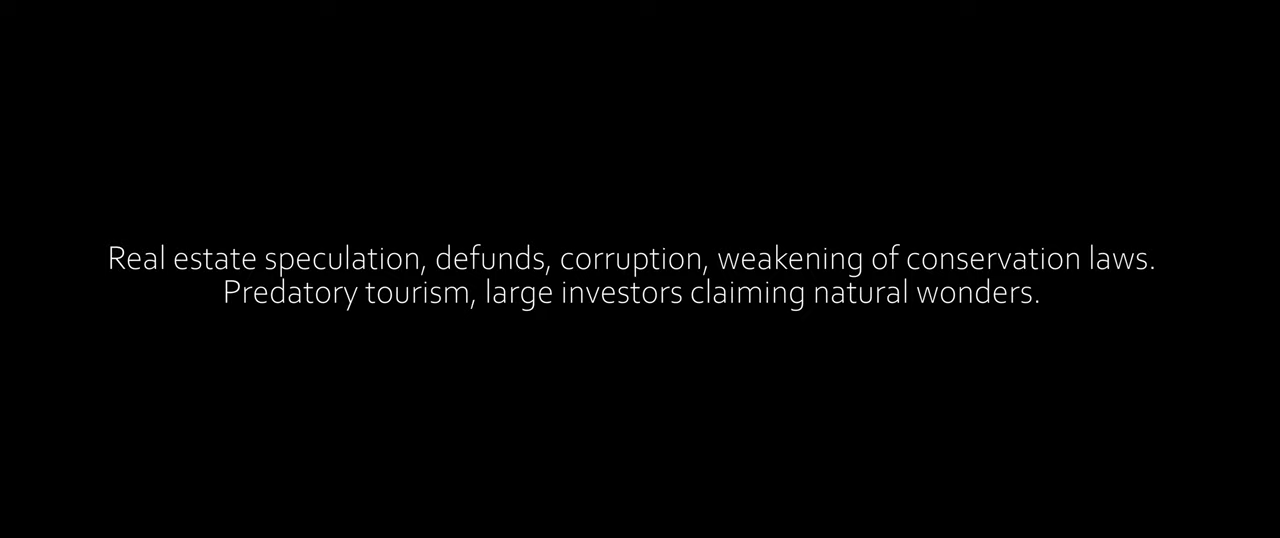 Real estate speculation, defunds, corruption, weakening of conservation laws.
Predatory tourism, large investors claiming natural wonders.